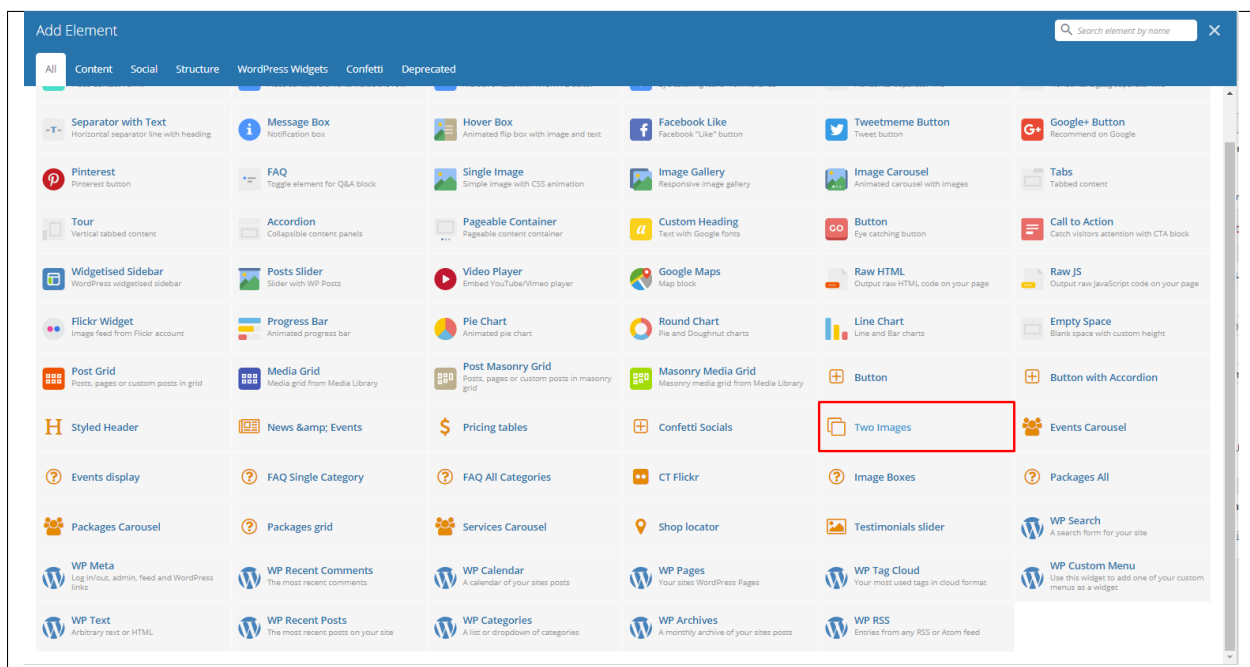 Add Element
Search element by name
All Content Social Structure WordPress Widgets Confetti Deprecated
Separator with Text
Horizontal separator line with heading
Message Box
Notification box
Hover Box
Animated flip box with image and text
Facebook Like
Facebook "Like" button
Tweetmeme Button
Tweet button
Google+ Button
Recommend on Google
Pinterest
Pinterest button
FAQ
Toggle element for Q&A block
Single Image
Simple image with CSS animation
Image Gallery
Responsive image gallery
Image Carousel
Animated carousel with images
Tabs
Tabbed content
Tour
Vertical tabbed content
Accordion
Collapsible content panels
Pageable Container
Pageable content container
Custom Heading
Text with Google fonts
GO
Button
Eye catching button
Call to Action
Catch visitors attention with CTA block
Widgetised Sidebar
WordPress widgetised sidebar
Posts Slider
Slider with WP Posts
Video Player
Embed YouTube/Vimeo player
Google Maps
Map block
Raw HTML
Output raw HTML code on your page
Raw JS
Output raw JavaScript code on your page
Flickr Widget
Image feed from Flickr account
Progress Bar
Animated progress bar
Pie Chart
Animated pie chart
Round Chart
Pie and Doughnut charts
Line Chart
Line and Bar charts
Empty Space
Blank space with custom height
Post Grid
Posts, pages or custom posts in grid
Media Grid
Media grid from Media Library
Post Masonry Grid
Posts, pages or custom posts in masonry
grid
Masonry Media Grid
Masonry media grid from Media Library
Button
Button with Accordion
H Styled Header
News &amp; Events
$ Pricing tables
Confetti Socials
Two Images
Events Carousel
? Events display
? FAQ Single Category
? FAQ All Categories
CT Flickr
? Image Boxes
? Packages All
Packages Carousel
? Packages grid
Services Carousel
Shop locator
Testimonials slider
WP Search
A search form for your site
WP Meta
Log in/out, admin, feed and WordPress
links
WP Recent Comments
The most recent comments
WP Calendar
A calendar of your sites posts
WP Pages
Your sites WordPress Pages
WP Tag Cloud
Your most used tags in cloud format
WP Custom Menu
Use this widget to add one of your custom
menus as a widget
WP Text
Arbitrary text or HTML
WP Recent Posts
The most recent posts on your site
WP Categories
A list or dropdown of categories
WP Archives
A monthly archive of your sites posts
WP RSS
Entries from any RSS or Atom feed